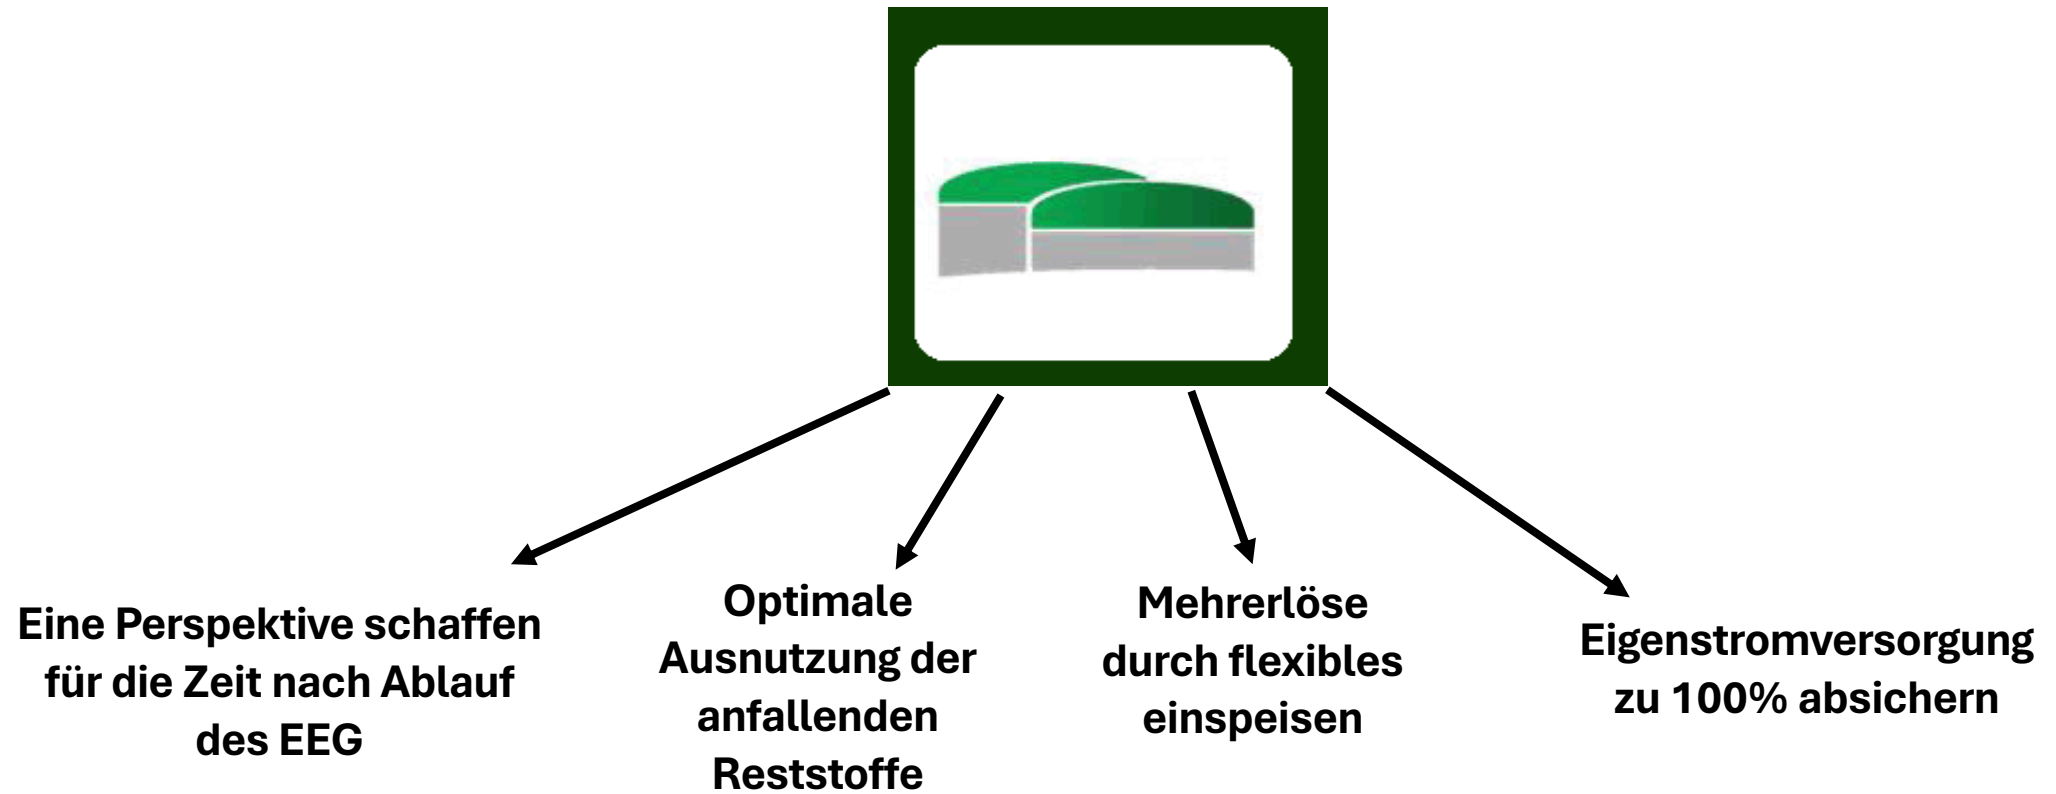 Eine Perspektive schaffen
für die Zeit nach Ablauf
des EEG
Optimale
Ausnutzung der
anfallenden
Reststoffe
Mehrerlöse
durch flexibles
einspeisen
Eigenstromversorgung
zu 100% absichern